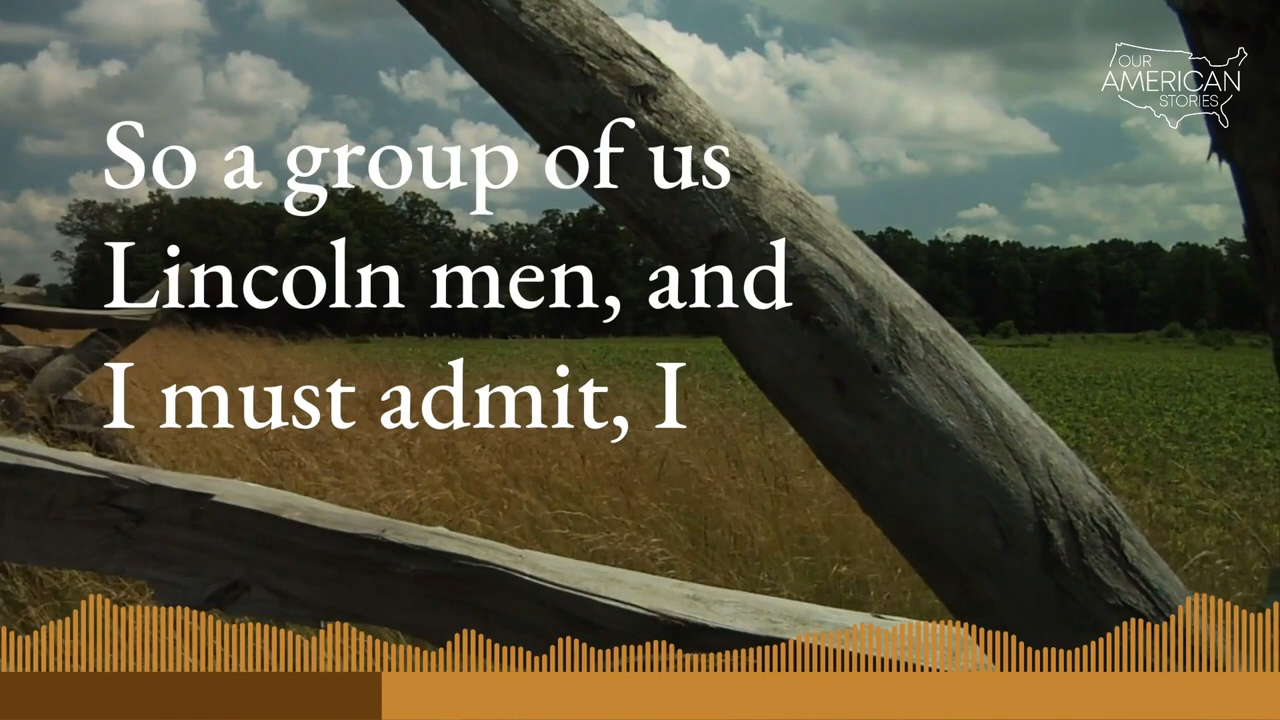 OUR
AMERICAN
STORIES
So a group of us
Lincoln men, and
I must admit, I